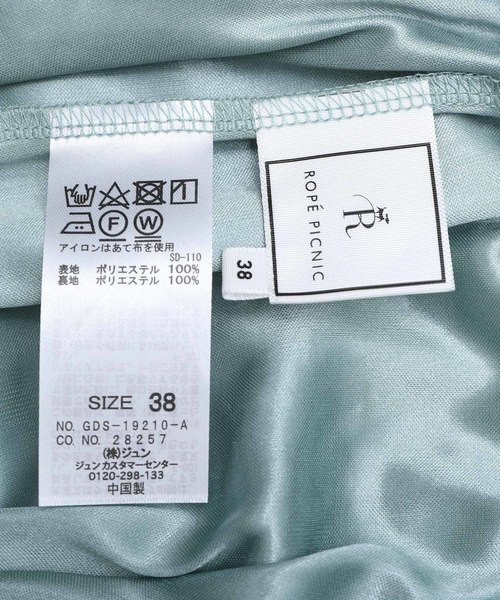 アイロンはあて布を使用
SD-110
表地 ポリエステル 100%
裏地 ポリエステル 100%
SIZE 38
NO. GDS-19210-A
CO. NO. 28257
(株)ジュン
ジュンカスタマーセンター
0120-298-133
中国製
38
R
ROPÉ PICNIC